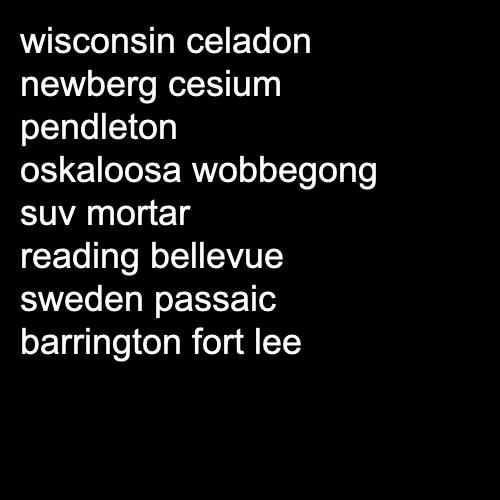 wisconsin celadon
newberg cesium
pendleton
oskaloosa wobbegong
suv mortar
reading bellevue
sweden passaic
barrington fort lee